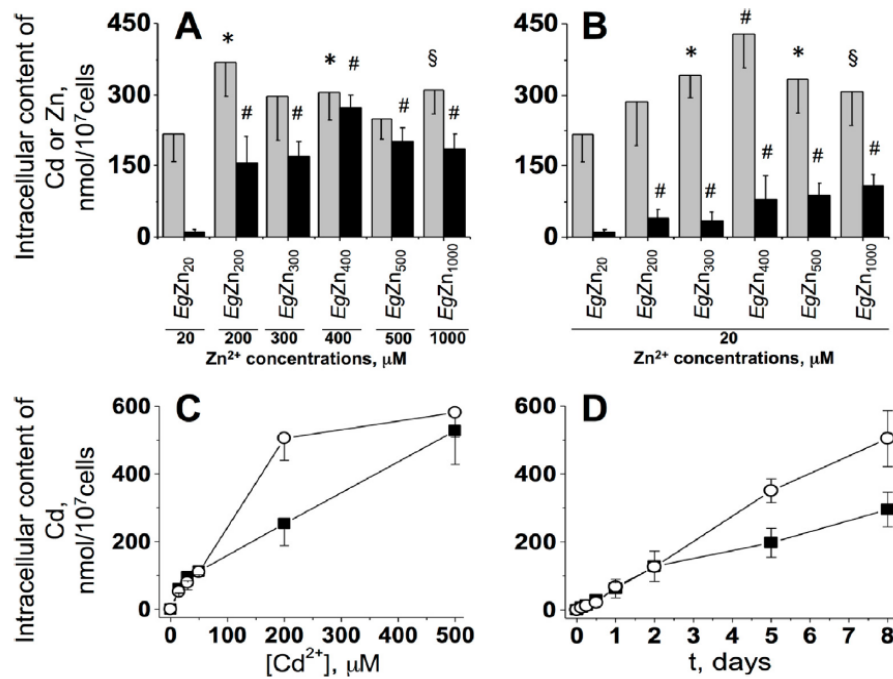 Intracellular content of
Cd or Zn,
nmol/10⁷cells
450
300
150
0
A
*
#
#
*
#
#
§
#
EgZn₂₀
EgZn₂₀₀
EgZn₃₀₀
EgZn₄₀₀
EgZn₅₀₀
EgZn₁₀₀₀
20 200 300 400 500 1000
Zn²⁺ concentrations, µM
450
300
150
0
B
#
*
*
§
#
#
#
#
#
EgZn₂₀
EgZn₂₀₀
EgZn₃₀₀
EgZn₄₀₀
EgZn₅₀₀
EgZn₁₀₀₀
20
Zn²⁺ concentrations, µM
Intracellular content of
Cd,
nmol/10⁷cells
600
400
200
0
C
0 100 200 300 400 500
[Cd²⁺], µM
600
400
200
0
D
0 1 2 3 4 5 6 7 8
t, days